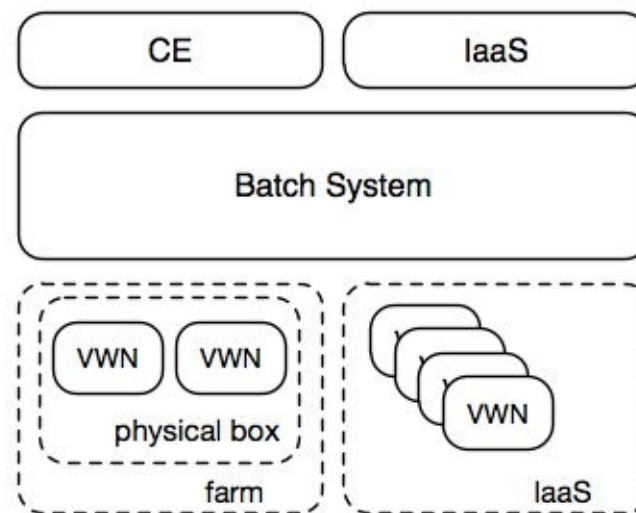 CE
IaaS
Batch System
VWN VWN
VWN
physical box
farm
IaaS